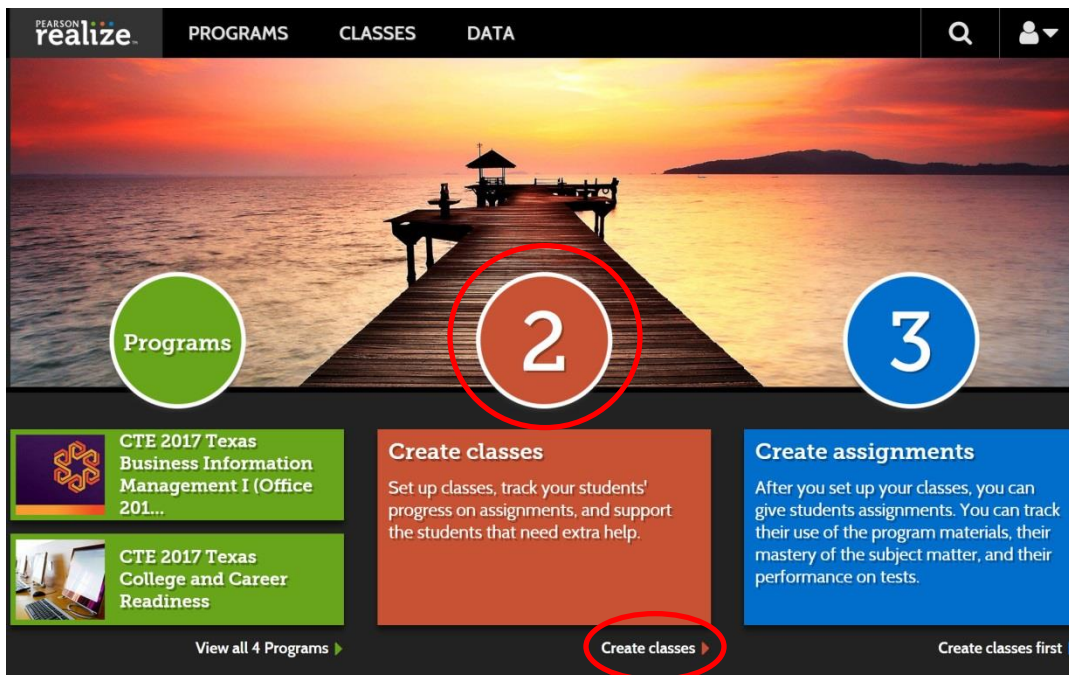 PEARSON
realize™
PROGRAMS
CLASSES
DATA
Programs
2
3
CTE 2017 Texas
Business Information
Management I (Office
201...
CTE 2017 Texas
College and Career
Readiness
View all 4 Programs
Create classes
Set up classes, track your students'
progress on assignments, and support
the students that need extra help.
Create classes
Create assignments
After you set up your classes, you can
give students assignments. You can track
their use of the program materials, their
mastery of the subject matter, and their
performance on tests.
Create classes first